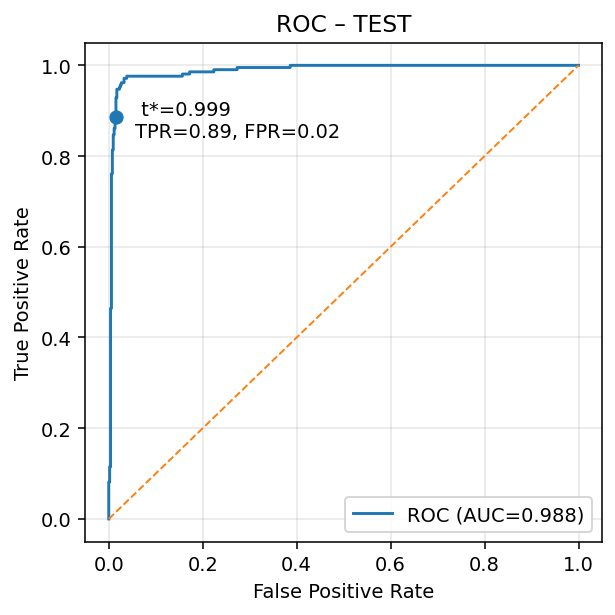 ROC – TEST
True Positive Rate
1.0
0.8
0.6
0.4
0.2
0.0
t*=0.999
TPR=0.89, FPR=0.02
ROC (AUC=0.988)
0.0 0.2 0.4 0.6 0.8 1.0
False Positive Rate